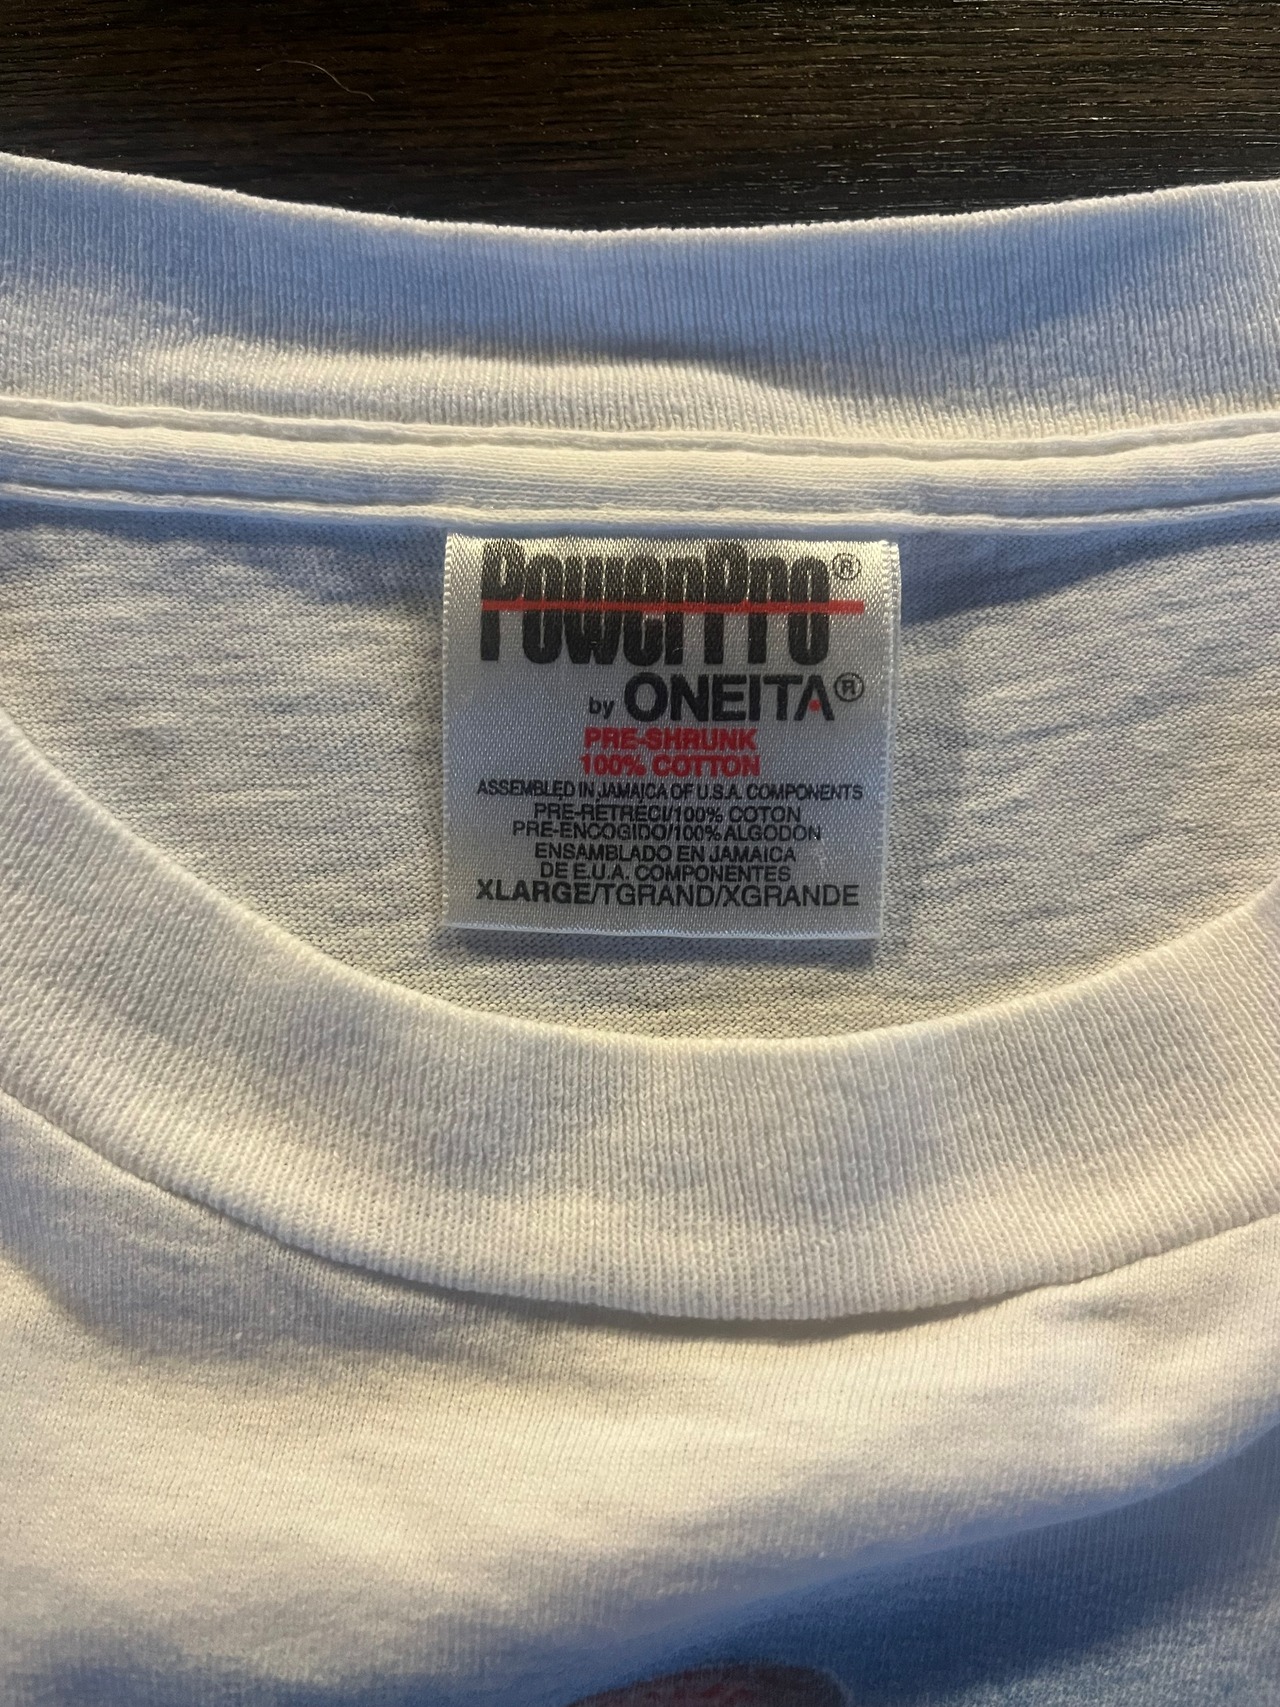 PowerPro®
by ONEITA®
PRE-SHRUNK
100% COTTON
ASSEMBLED IN JAMAICA OF U.S.A. COMPONENTS
PRE-RÉTRÉCI/100% COTON
PRE-ENCOGIDO/100% ALGODON
ENSAMBLADO EN JAMAICA
DE E.U.A. COMPONENTES
XLARGE/TGRAND/XGRANDE